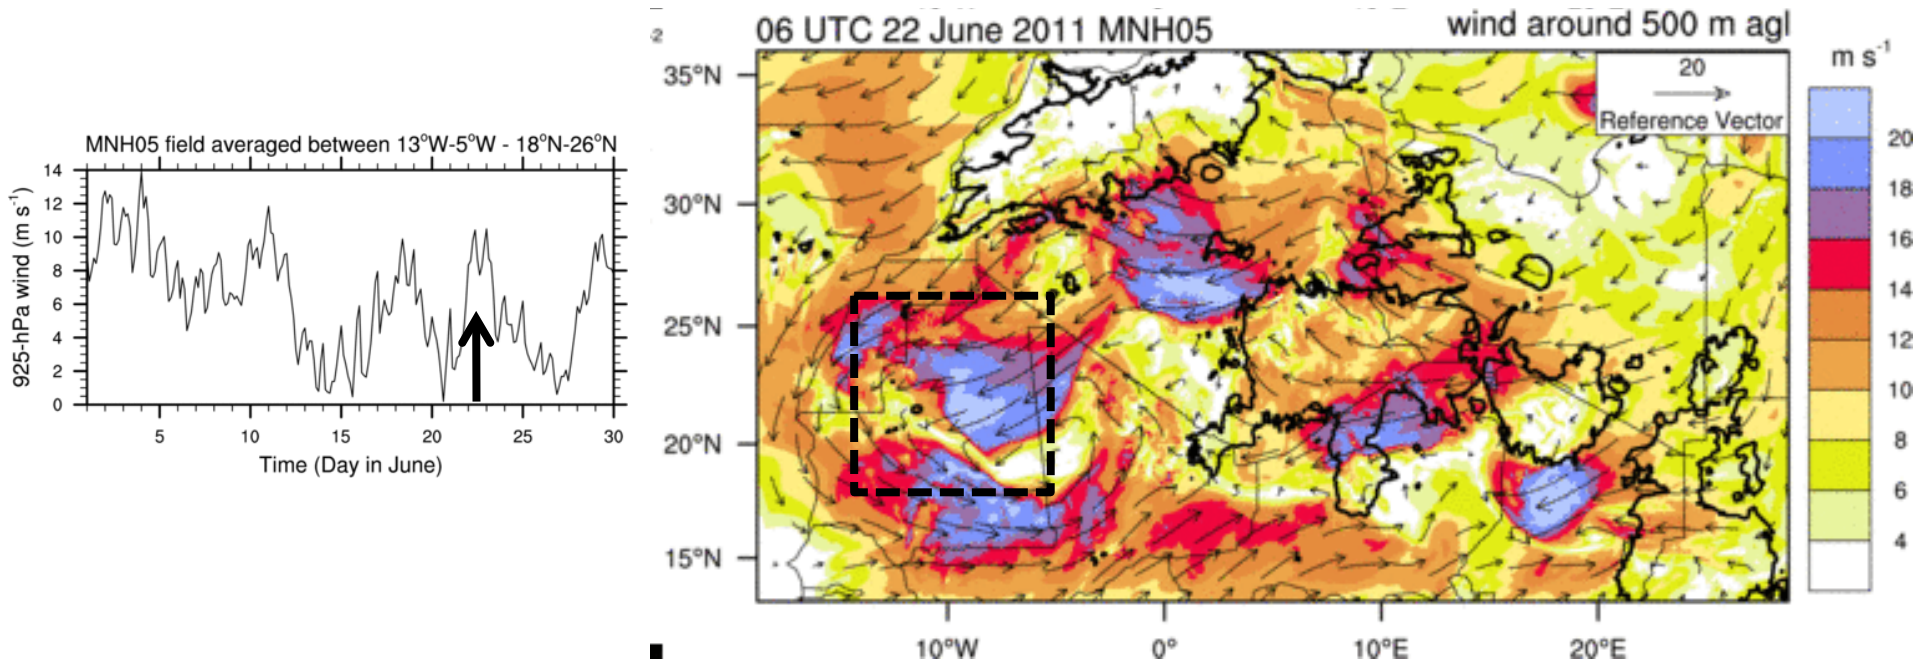 MNH05 field averaged between 13°W-5°W - 18°N-26°N
925-hPa wind (m s⁻¹)
14
12
10
8
6
4
2
0
5
10
15
20
25
30
Time (Day in June)
-2
06 UTC 22 June 2011 MNH05
wind around 500 m agl
20
Reference Vector
35°N
30°N
25°N
20°N
15°N
10°W
0°
10°E
20°E
m s⁻¹
20
18
16
14
12
10
8
6
4